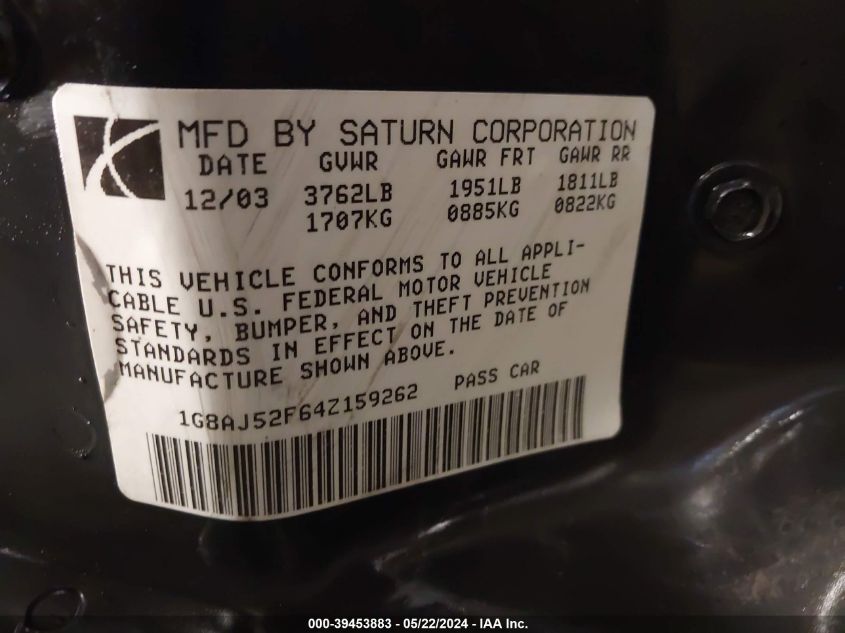 MFD BY SATURN CORPORATION
DATE GVWR GAWR FRT GAWR RR
12/03 3762LB 1951LB 1811LB
1707KG 0885KG 0822KG
THIS VEHICLE CONFORMS TO ALL APPLI-
CABLE U.S. FEDERAL MOTOR VEHICLE
SAFETY, BUMPER, AND THEFT PREVENTION
STANDARDS IN EFFECT ON THE DATE OF
MANUFACTURE SHOWN ABOVE.
1G8AJ52F64Z159262 PASS CAR
000-39453883 - 05/22/2024 - IAA Inc.